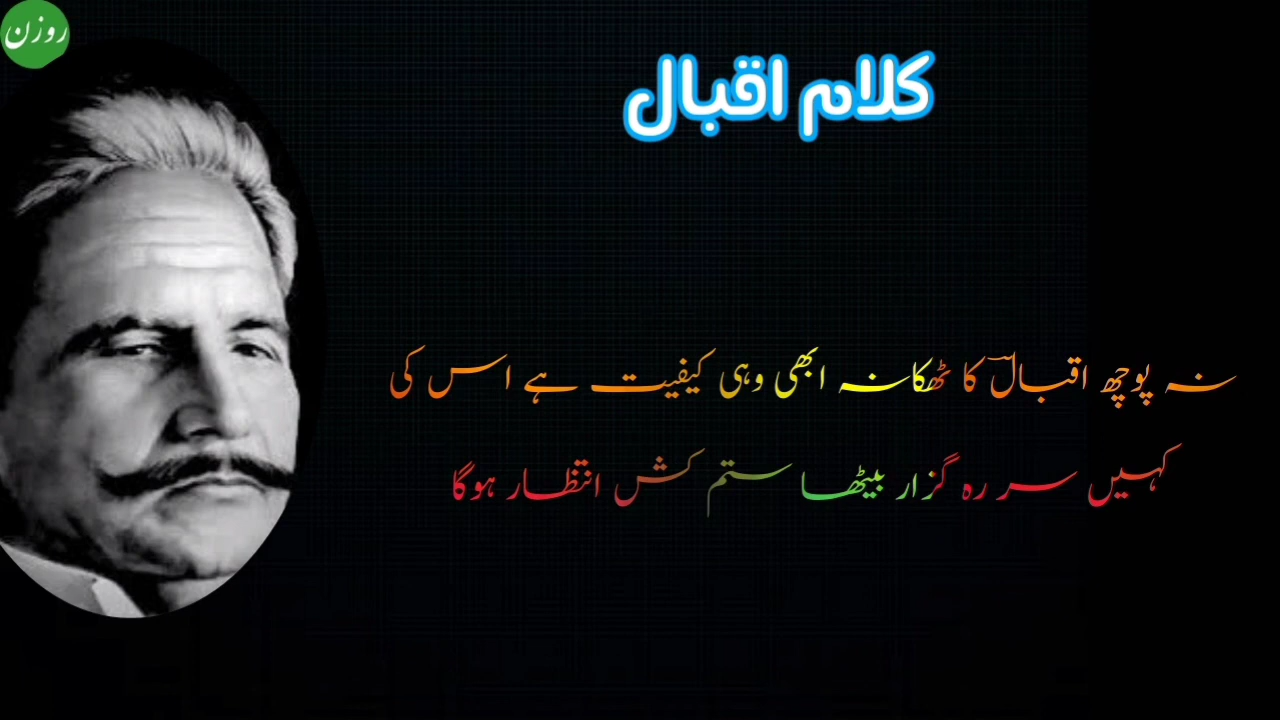 روزن
کلام اقبال
نہ پوچھ اقبالؔ کا ٹھکانہ ابھی وہی کیفیت ہے اس کی
کہیں سر رہ گزار بیٹھا ستم کش انتظار ہوگا